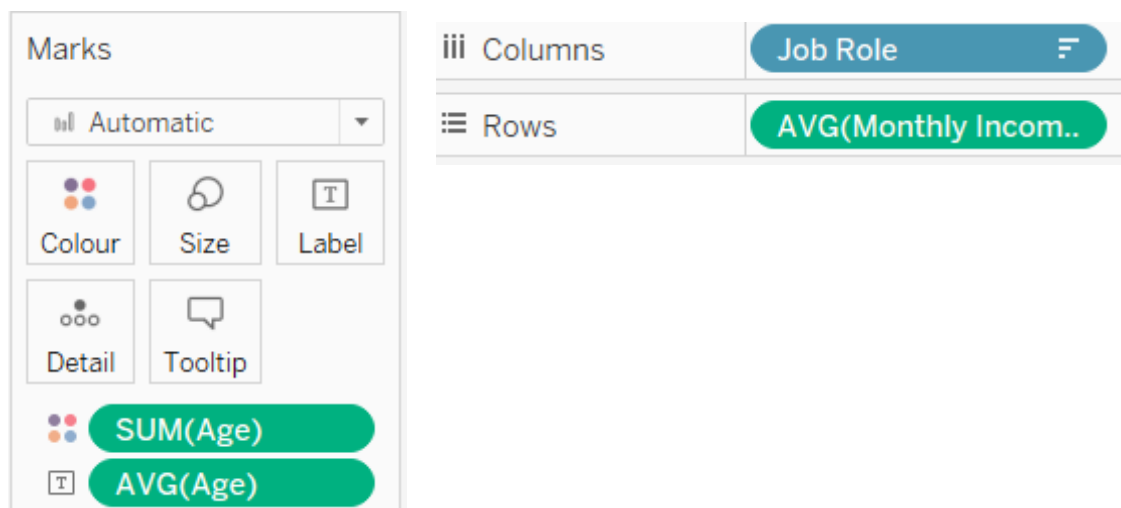 Marks
Automatic
Colour
Size
Label
Detail
Tooltip
SUM(Age)
AVG(Age)
Columns
Job Role
Rows
AVG(Monthly Incom..